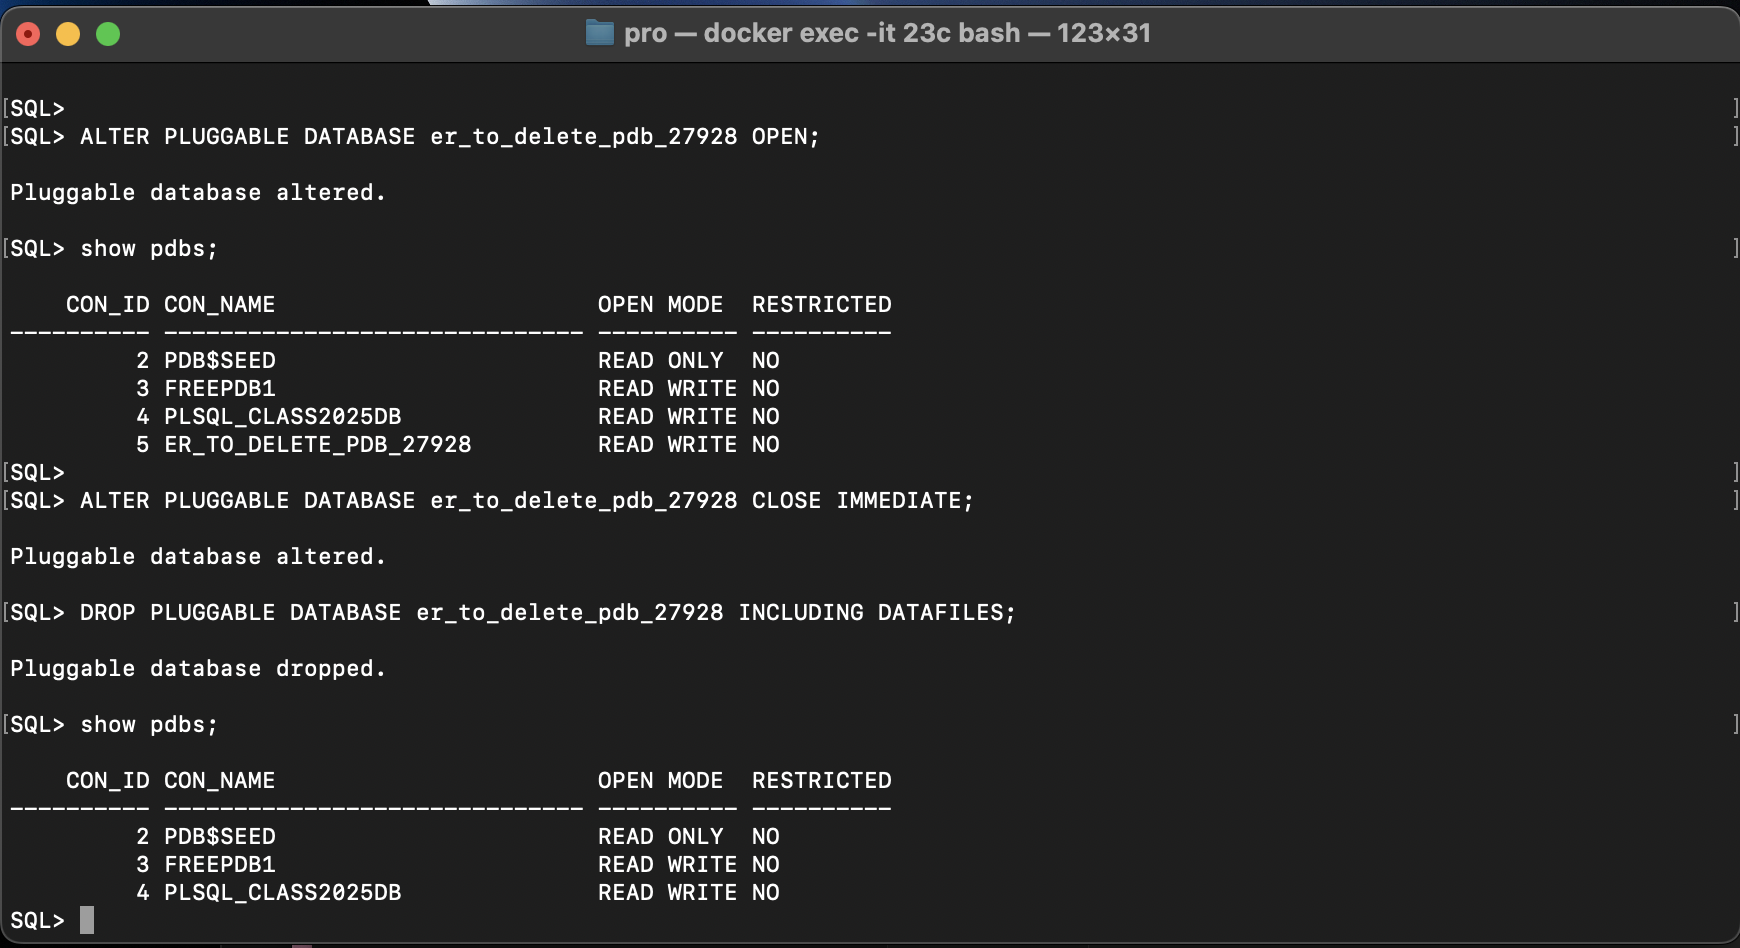 pro — docker exec -it 23c bash — 123×31
[SQL> ]
[SQL> ALTER PLUGGABLE DATABASE er_to_delete_pdb_27928 OPEN; ]
Pluggable database altered.
[SQL> show pdbs; ]
    CON_ID CON_NAME                       OPEN MODE  RESTRICTED
---------- ------------------------------ ---------- ----------
         2 PDB$SEED                       READ ONLY  NO
         3 FREEPDB1                       READ WRITE NO
         4 PLSQL_CLASS2025DB              READ WRITE NO
         5 ER_TO_DELETE_PDB_27928         READ WRITE NO
[SQL> ]
[SQL> ALTER PLUGGABLE DATABASE er_to_delete_pdb_27928 CLOSE IMMEDIATE; ]
Pluggable database altered.
[SQL> DROP PLUGGABLE DATABASE er_to_delete_pdb_27928 INCLUDING DATAFILES; ]
Pluggable database dropped.
[SQL> show pdbs; ]
    CON_ID CON_NAME                       OPEN MODE  RESTRICTED
---------- ------------------------------ ---------- ----------
         2 PDB$SEED                       READ ONLY  NO
         3 FREEPDB1                       READ WRITE NO
         4 PLSQL_CLASS2025DB              READ WRITE NO
SQL>